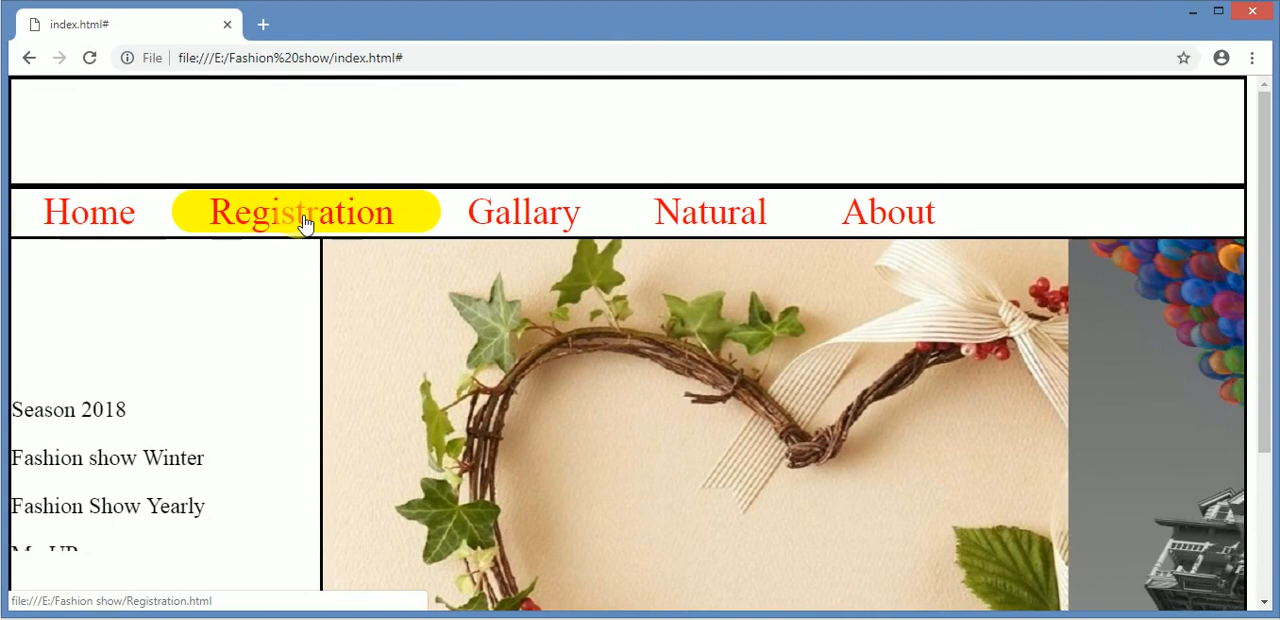 index.html#
File
file:///E:/Fashion%20show/index.html#
Home Registration Gallary Natural About
Season 2018
Fashion show Winter
Fashion Show Yearly
file:///E:/Fashion show/Registration.html